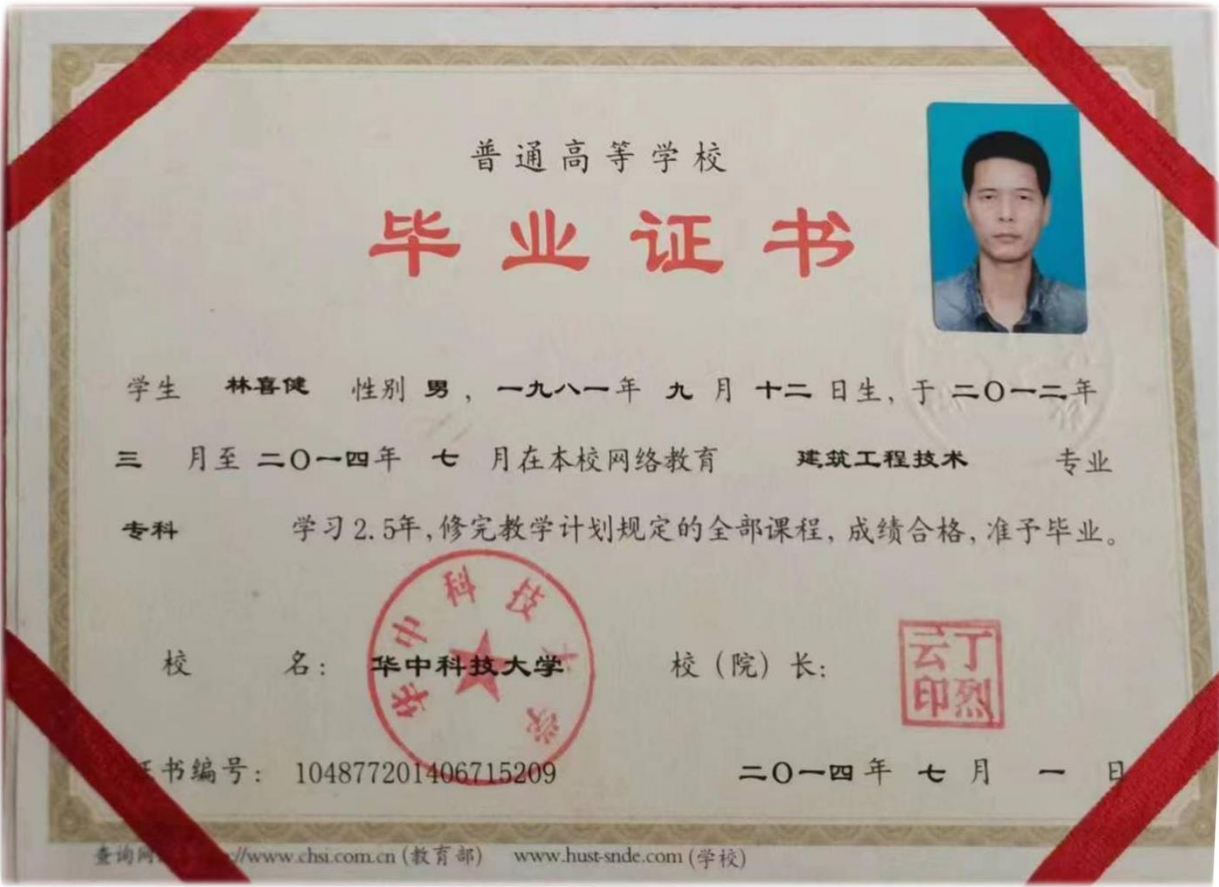 普通高等学校
毕业证书
学生 林喜健 性别 男，一九八一年 九 月 十二 日生，于 二〇一二年
三 月至 二〇一四年 七 月在本校网络教育 建筑工程技术 专业
专科 学习2.5年，修完教学计划规定的全部课程，成绩合格，准予毕业。
华中科技大学
校 名：华中科技大学 校（院）长：
丁烈云印
证书编号：104877201406715209 二〇一四年 七 月 一 日
查询网 //www.chsi.com.cn (教育部) www.hust-snde.com (学校)